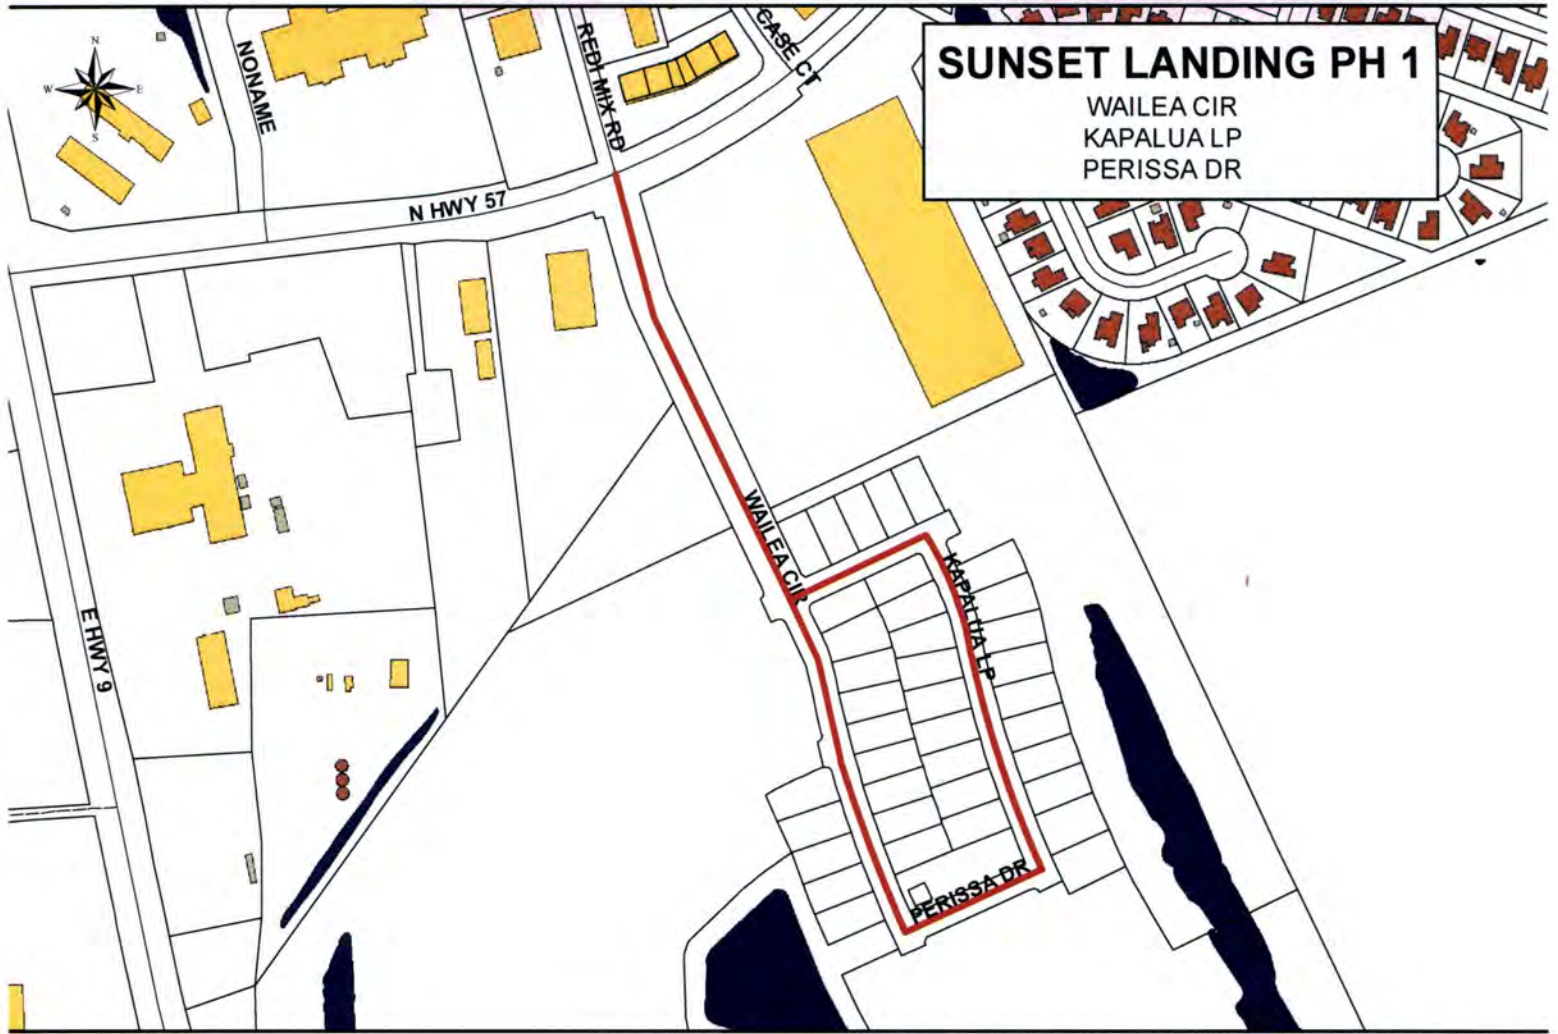 SUNSET LANDING PH 1
WAILEA CIR
KAPALUA LP
PERISSA DR
N
W
E
S
NONAME
REDI MIX RD
CASE CT
N HWY 57
E HWY 9
WAILEA CIR
KAPALUA LP
PERISSA DR